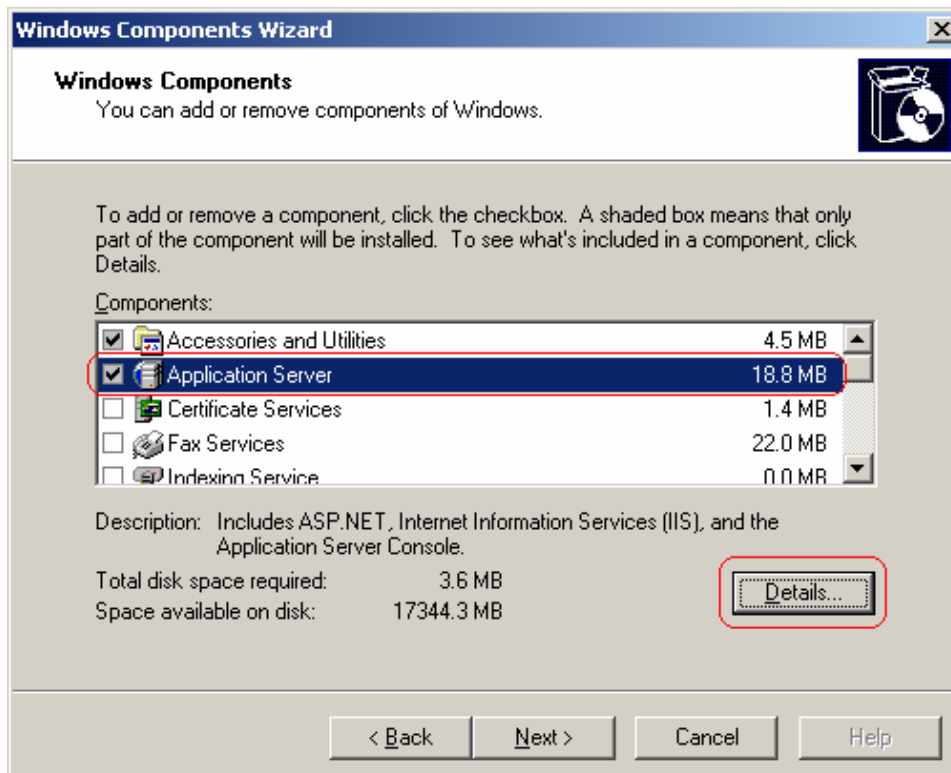 Windows Components Wizard
Windows Components
You can add or remove components of Windows.
To add or remove a component, click the checkbox. A shaded box means that only
part of the component will be installed. To see what's included in a component, click
Details.
Components:
Accessories and Utilities 4.5 MB
Application Server 18.8 MB
Certificate Services 1.4 MB
Fax Services 22.0 MB
Indexing Service 0.0 MB
Description: Includes ASP.NET, Internet Information Services (IIS), and the
Application Server Console.
Total disk space required: 3.6 MB
Space available on disk: 17344.3 MB
Details...
< Back Next > Cancel Help